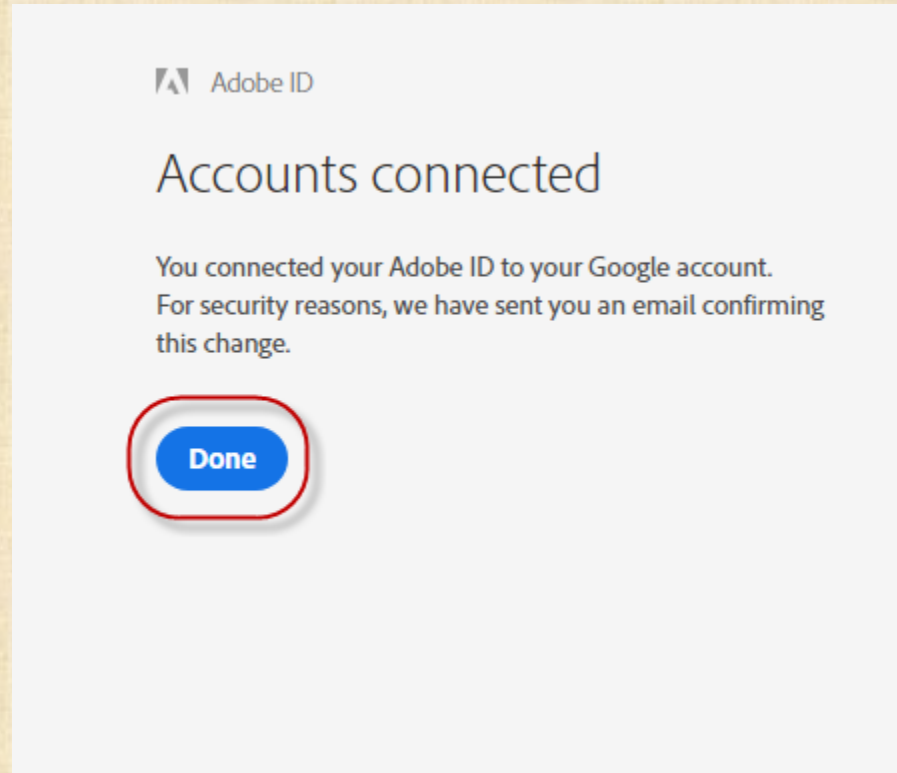 Adobe ID
Accounts connected
You connected your Adobe ID to your Google account.
For security reasons, we have sent you an email confirming
this change.
Done